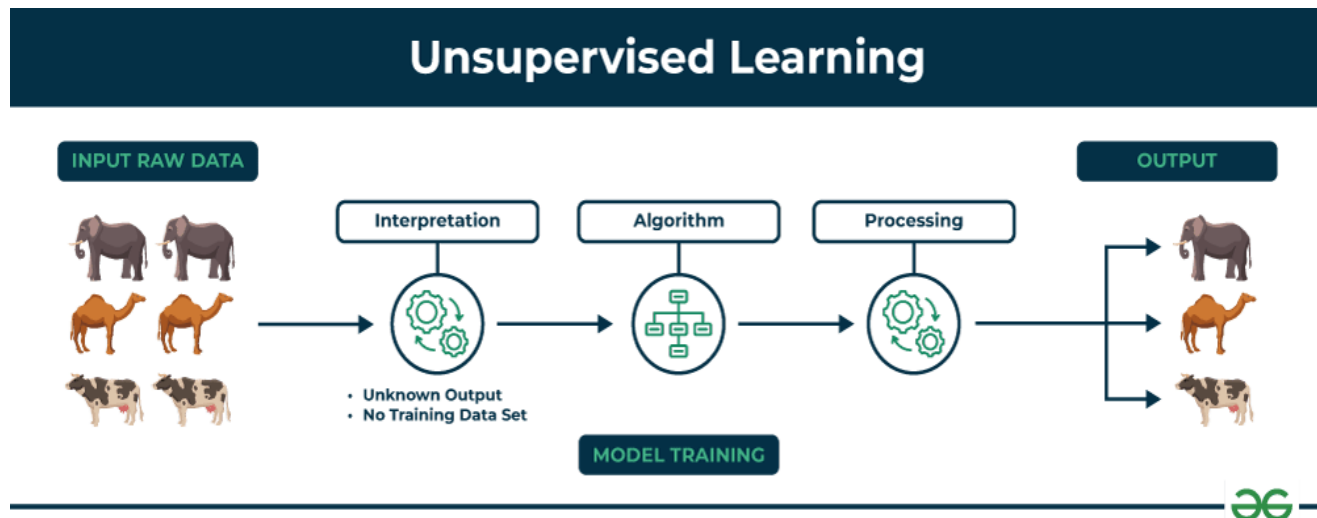 Unsupervised Learning
INPUT RAW DATA
OUTPUT
Interpretation
Algorithm
Processing
• Unknown Output
• No Training Data Set
MODEL TRAINING